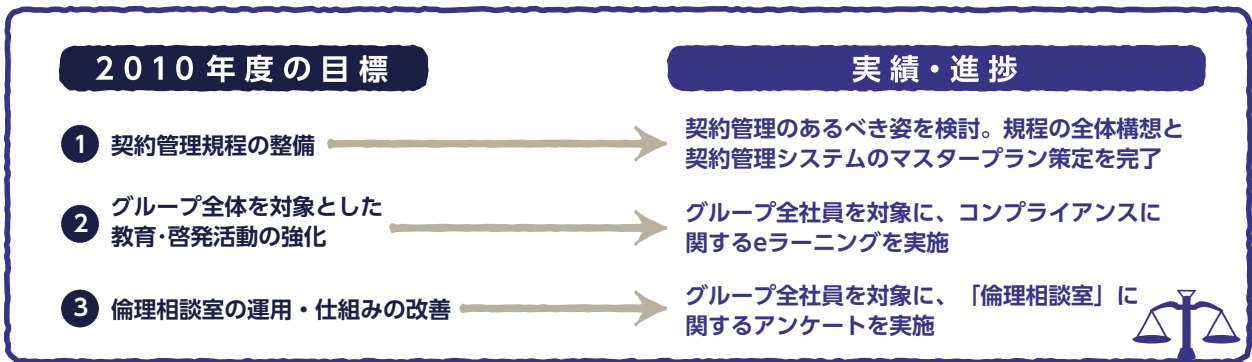 2010年度の目標
実績・進捗
1 契約管理規程の整備
契約管理のあるべき姿を検討。規程の全体構想と
契約管理システムのマスタープラン策定を完了
2 グループ全体を対象とした
教育・啓発活動の強化
グループ全社員を対象に、コンプライアンスに
関するeラーニングを実施
3 倫理相談室の運用・仕組みの改善
グループ全社員を対象に、「倫理相談室」に
関するアンケートを実施